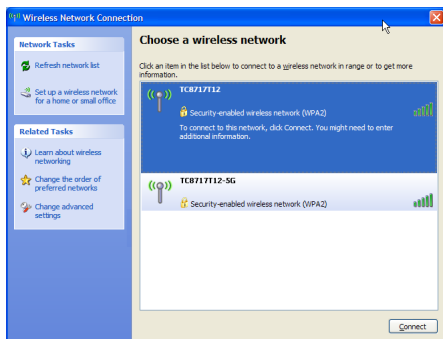 Wireless Network Connection
Network Tasks
Refresh network list
Set up a wireless network
for a home or small office
Related Tasks
Learn about wireless
networking
Change the order of
preferred networks
Change advanced
settings
Choose a wireless network
Click an item in the list below to connect to a wireless network in range or to get more
information.
TC8717T12
Security-enabled wireless network (WPA2)
To connect to this network, click Connect. You might need to enter
additional information.
TC8717T12-5G
Security-enabled wireless network (WPA2)
Connect